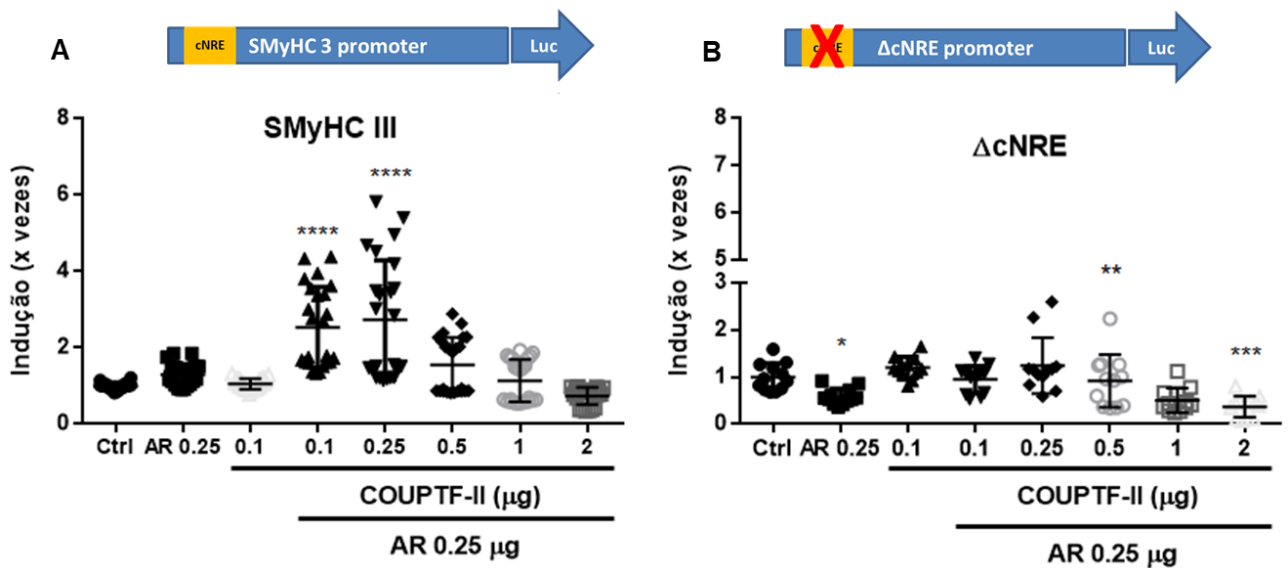 A
cNRE SMyHC 3 promoter Luc
SMyHC III
****
****
Indução (x vezes)
8
6
4
2
0
Ctrl AR 0.25 0.1 0.1 0.25 0.5 1 2
COUPTF-II (μg)
AR 0.25 μg
B
cNRE X ΔcNRE promoter Luc
ΔcNRE
*
**
***
Indução (x vezes)
8
7
6
5
3
2
1
0
Ctrl AR 0.25 0.1 0.1 0.25 0.5 1 2
COUPTF-II (μg)
AR 0.25 μg